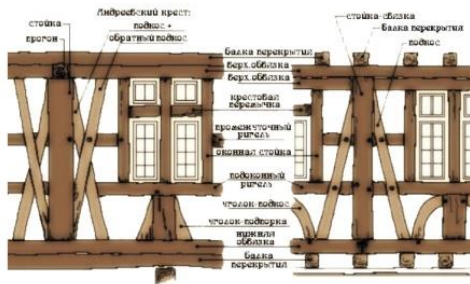 Андреевский крест:
стойка
подкос +
обратный подкос
прогон
стойка-связка
балка перекрытия
подкос
балка перекрытия
верх.обвязка
верх.обвязка
крестовая
перемычка
промежуточный
ригель
оконная стойка
подоконный
ригель
уголок-подкос
уголок-подпорка
нижняя
обвязка
балка
перекрытия